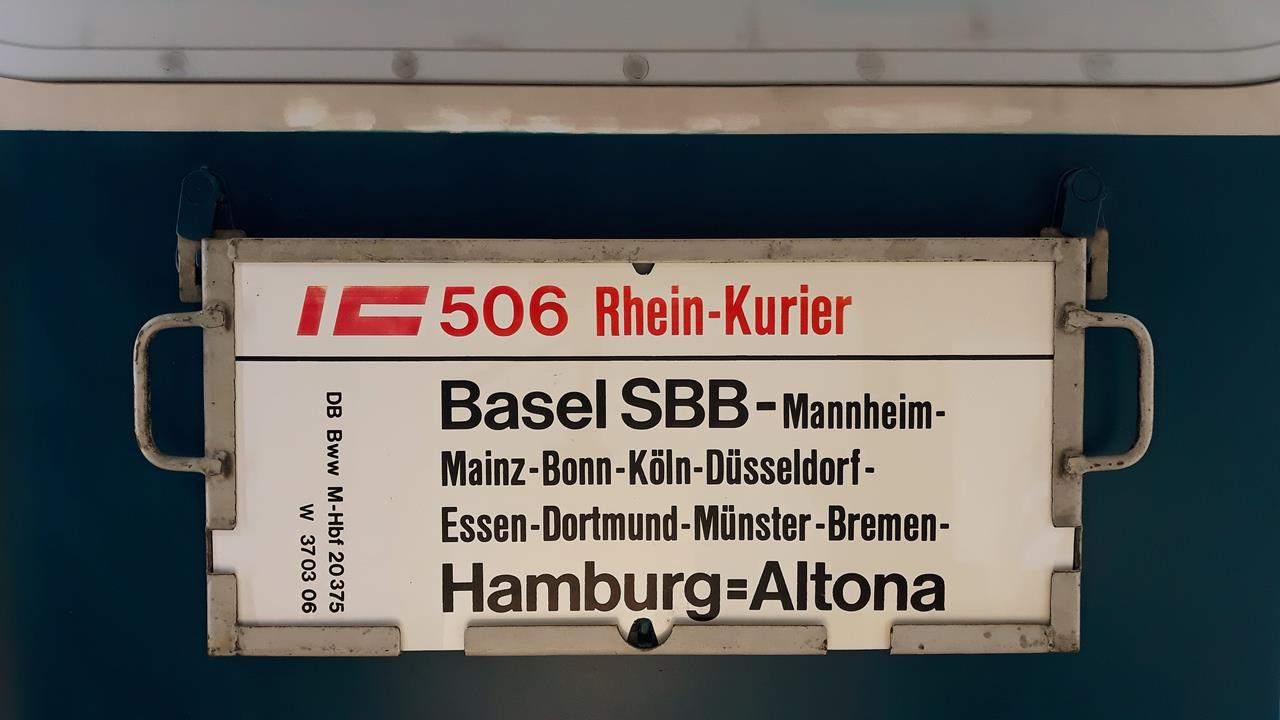 IC 506 Rhein-Kurier
Basel SBB-Mannheim-
Mainz-Bonn-Köln-Düsseldorf-
Essen-Dortmund-Münster-Bremen-
Hamburg=Altona
DB Bww M-Hbf 20375
W 3703 06